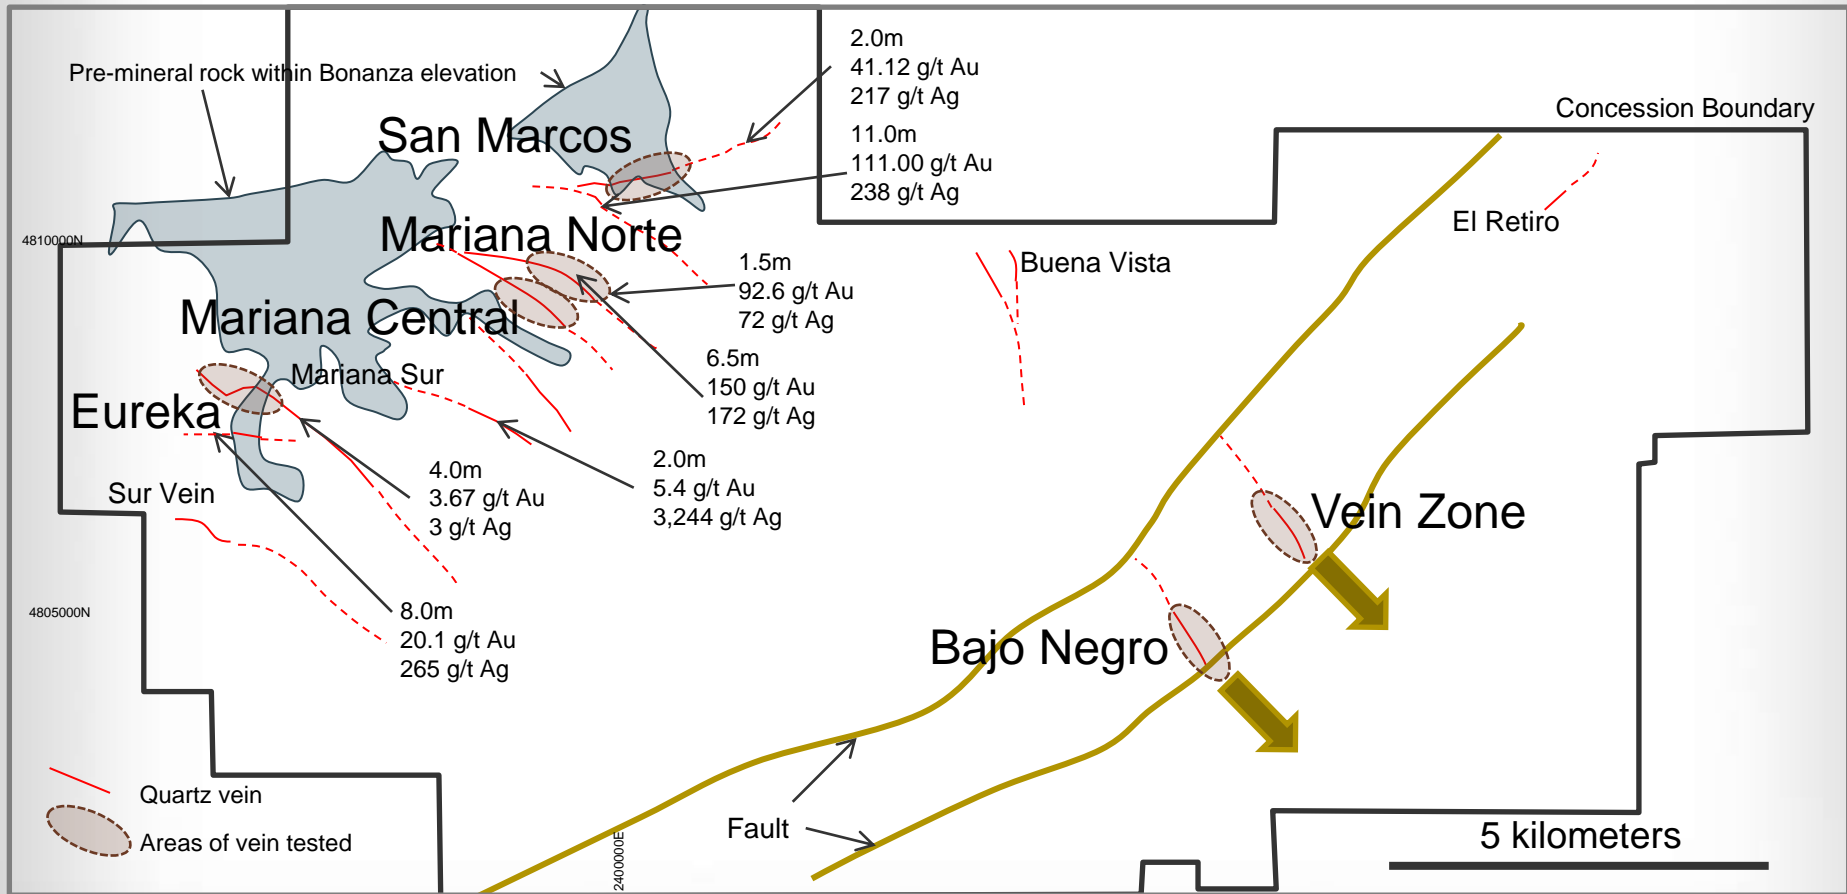 2.0m
41.12 g/t Au
217 g/t Ag
Pre-mineral rock within Bonanza elevation
Concession Boundary
San Marcos
11.0m
111.00 g/t Au
238 g/t Ag
El Retiro
4810000N
Mariana Norte
Buena Vista
1.5m
92.6 g/t Au
72 g/t Ag
Mariana Central
6.5m
150 g/t Au
172 g/t Ag
Mariana Sur
Eureka
2.0m
5.4 g/t Au
3,244 g/t Ag
4.0m
3.67 g/t Au
3 g/t Ag
Sur Vein
Vein Zone
4805000N
8.0m
20.1 g/t Au
265 g/t Ag
Bajo Negro
Quartz vein
Areas of vein tested
2400000E
Fault
5 kilometers